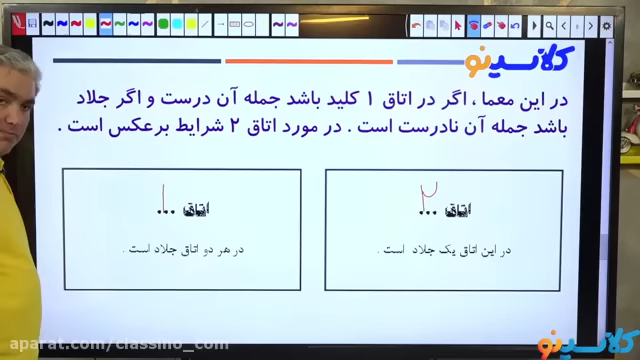 کلاسینو
در این معما ، اگر در اتاق ۱ کلید باشد جمله آن درست و اگر جلاد
باشد جمله آن نادرست است . در مورد اتاق ۲ شرایط برعکس است .
اتاق ...
۲
در این اتاق یک جلاد است .
اتاق ...
۱
در هر دو اتاق جلاد است .
aparat.com/classino_com
کلاسینو